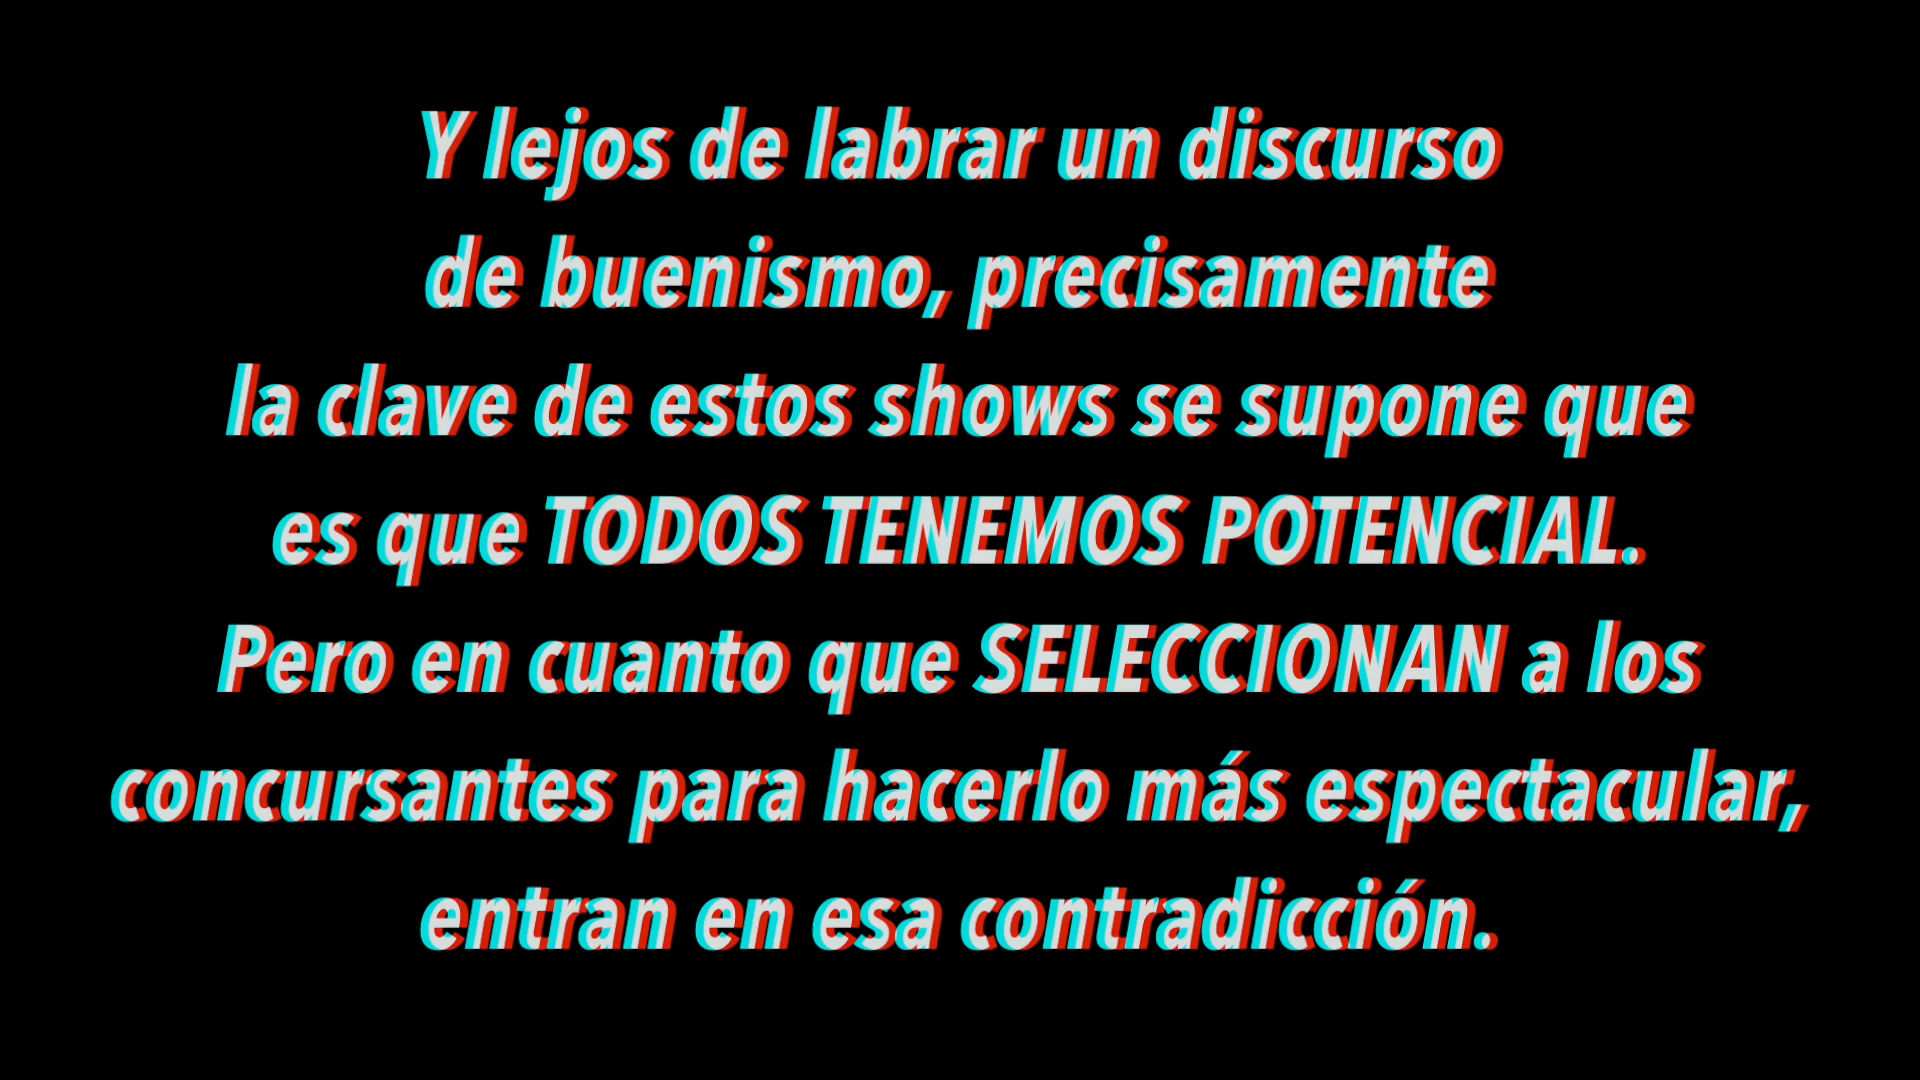 Y lejos de labrar un discurso
de buenismo, precisamente
la clave de estos shows se supone que
es que TODOS TENEMOS POTENCIAL.
Pero en cuanto que SELECCIONAN a los
concursantes para hacerlo más espectacular,
entran en esa contradicción.